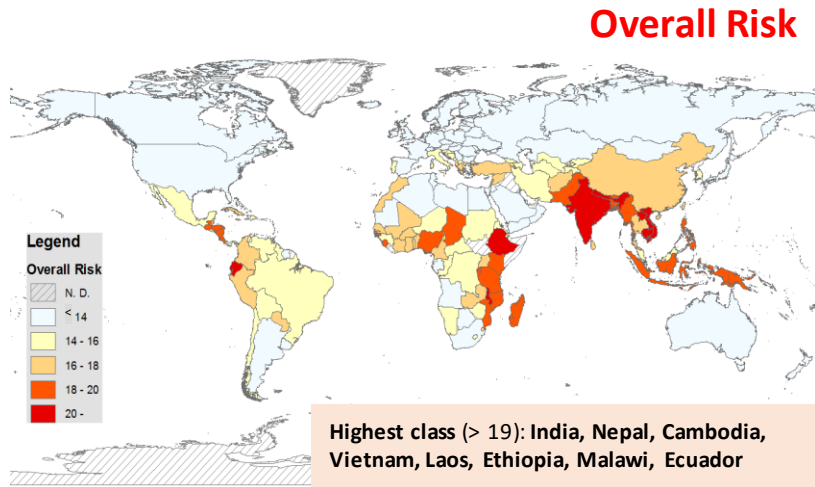 Overall Risk
Legend
Overall Risk
N. D.
≤ 14
14 - 16
16 - 18
18 - 20
20 -
Highest class (> 19): India, Nepal, Cambodia,
Vietnam, Laos, Ethiopia, Malawi, Ecuador